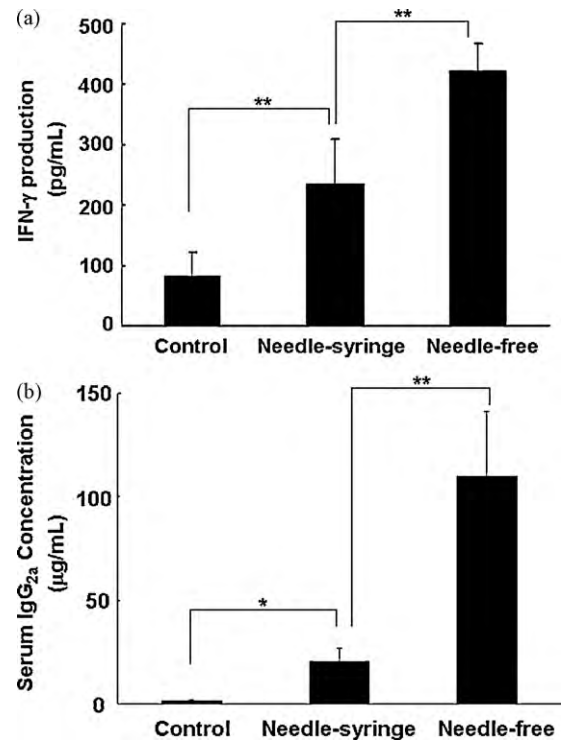 (a)
IFN-γ production
(pg/mL)
500
400
300
200
100
0
**
**
Control Needle-syringe Needle-free
(b)
Serum IgG2a Concentration
(μg/mL)
150
100
50
0
**
*
Control Needle-syringe Needle-free